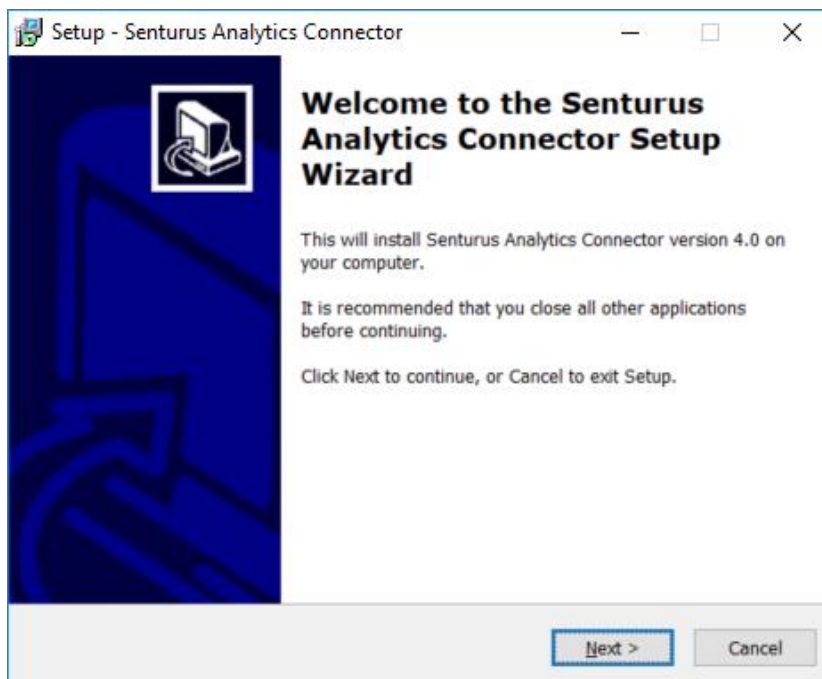 Setup - Senturus Analytics Connector
Welcome to the Senturus
Analytics Connector Setup
Wizard
This will install Senturus Analytics Connector version 4.0 on
your computer.
It is recommended that you close all other applications
before continuing.
Click Next to continue, or Cancel to exit Setup.
Next >
Cancel